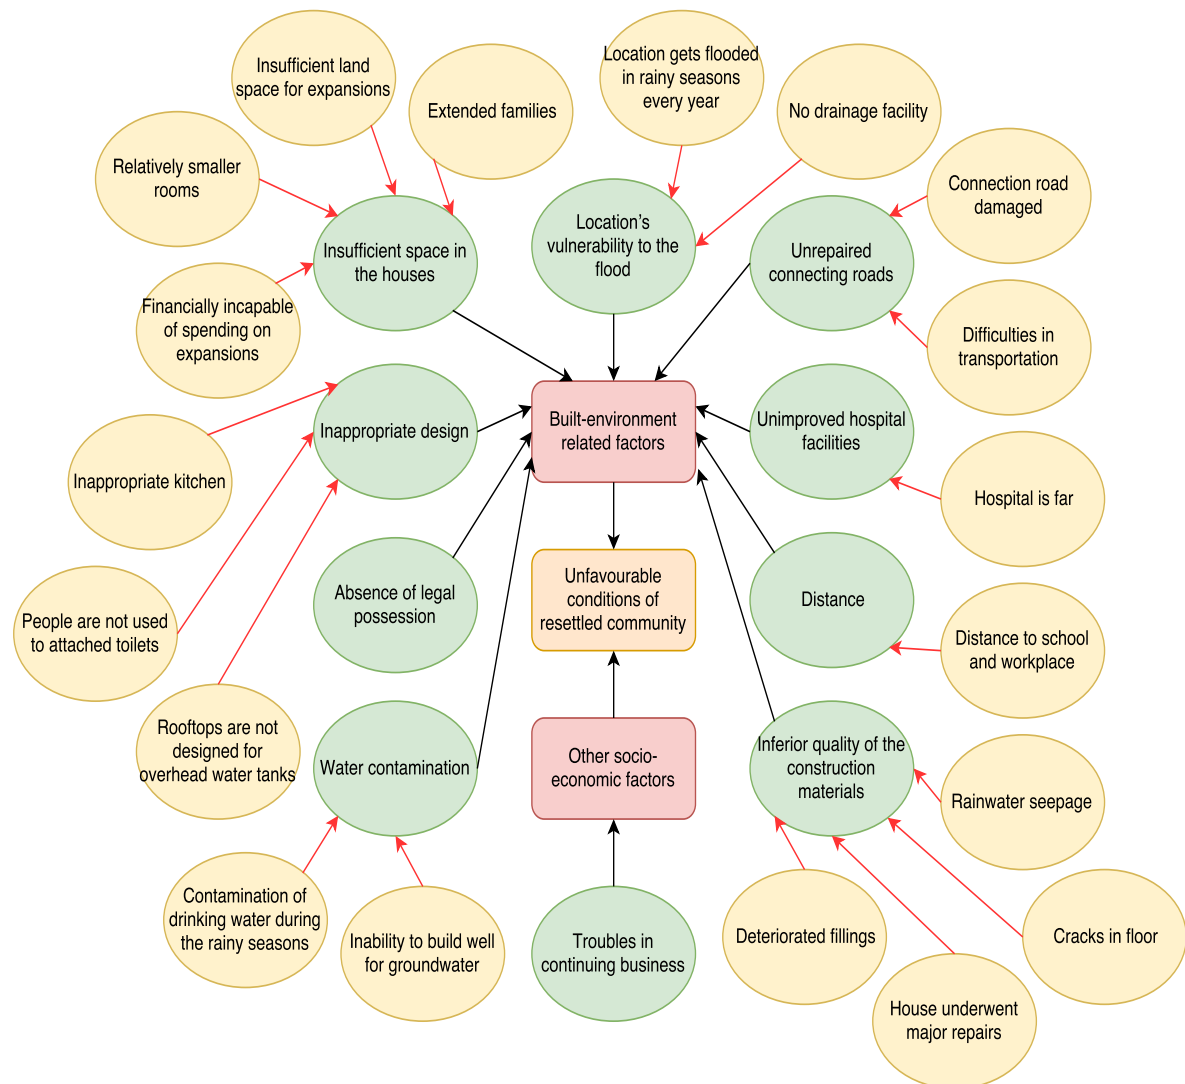 Insufficient land
space for expansions
Extended families
Location gets flooded
in rainy seasons
every year
No drainage facility
Relatively smaller
rooms
Connection road
damaged
Insufficient space in
the houses
Location's
vulnerability to the
flood
Unrepaired
connecting roads
Financially incapable
of spending on
expansions
Difficulties in
transportation
Inappropriate design
Built-environment
related factors
Unimproved hospital
facilities
Inappropriate kitchen
Hospital is far
Absence of legal
possession
Unfavourable
conditions of
resettled community
Distance
People are not used
to attached toilets
Distance to school
and workplace
Rooftops are not
designed for
overhead water tanks
Water contamination
Other socio-
economic factors
Inferior quality of the
construction
materials
Rainwater seepage
Contamination of
drinking water during
the rainy seasons
Inability to build well
for groundwater
Troubles in
continuing business
Deteriorated fillings
Cracks in floor
House underwent
major repairs